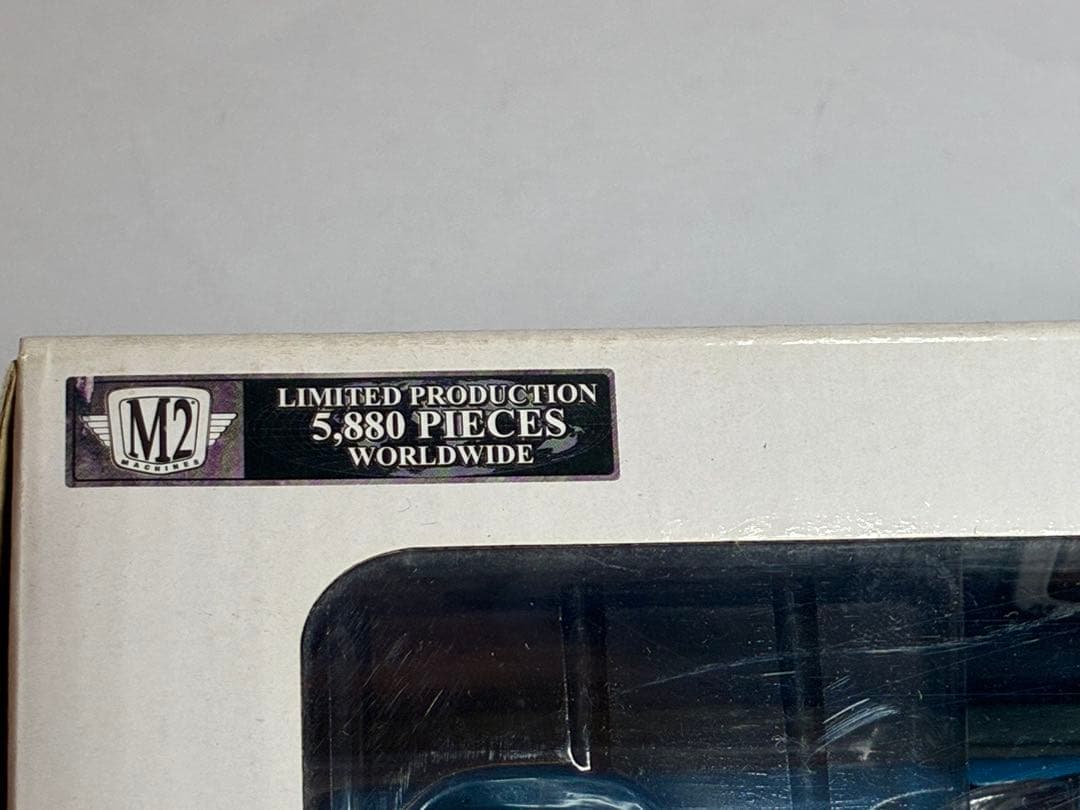 M2
MACHINES
LIMITED PRODUCTION
5,880 PIECES
WORLDWIDE